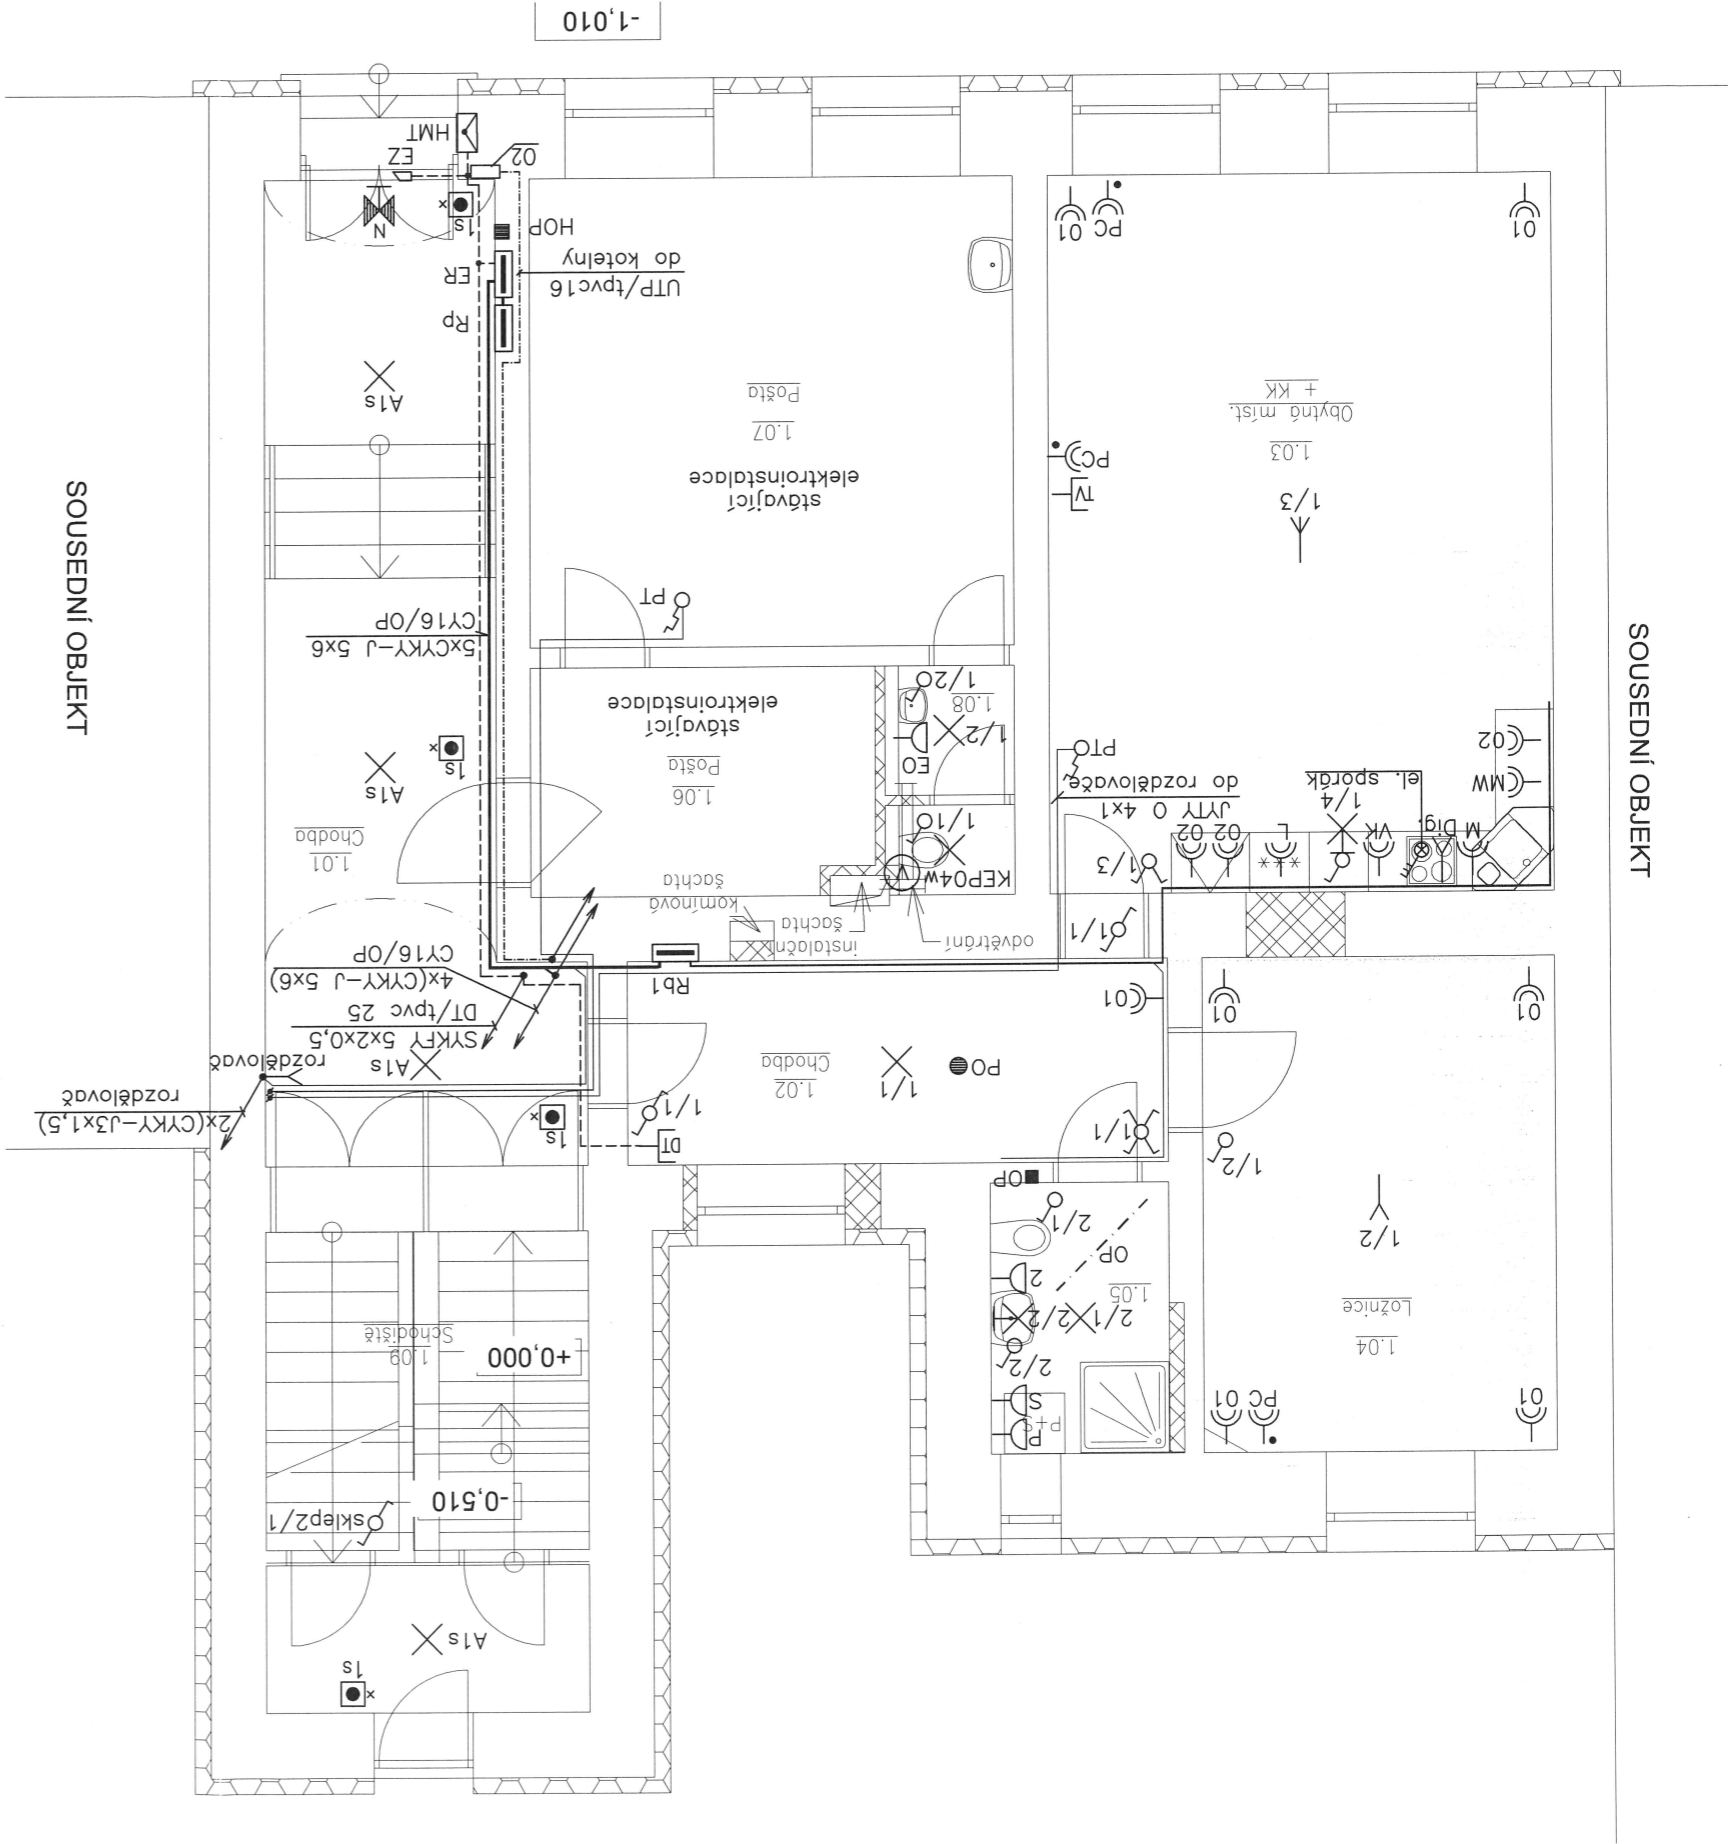 1s
A1s
sklep2/1
-0,510
+0,000
1.09
Schodiště
01
PC
01
P
S
P+S
2/2
1.04
Ložnice
2/1
2/2
2
1.05
OP
1/2
2/1
OP
1/2
1/1
DT
1/1
1s
2x(CYKY-J3x1,5)
rozdělovač
rozdělovač
PO
1/1
1.02
Chodba
A1s
SYKFY 5x2x0,5
DT/tpvc 25
4x(CYKY-J 5x6)
CY16/OP
01
01
01
Rb1
1/1
odvětrání
instalačn
šachta
komínová
šachta
1/3
KEP04w
V
1/1O
M
Dig.
VK
L
02
02
1/4
el. sporák
JYTY O 4x1
do rozdělovače
PTO
MW
02
EO
1/2
1.08
1/2O
1.06
Pošta
stávající
elektroinstalace
1.01
Chodba
A1s
1s
5xCYKY-J 5x6
CY16/OP
PT
1/3
1.03
Obytná míst.
+ KK
TV
PC
stávající
elektroinstalace
1.07
Pošta
A1s
Rp
ER
UTP/tpvc16
do kotelny
HOP
01
PC
01
1s
N
02
EZ
HMT
-1,010
SOUSEDNÍ OBJEKT
SOUSEDNÍ OBJEKT